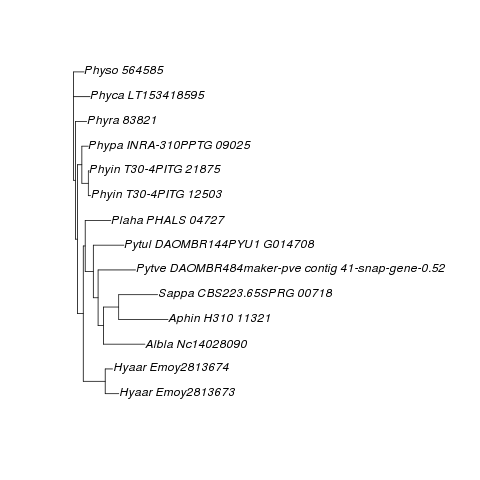 Physo 564585
Phyca LT153418595
Phyra 83821
Phypa INRA-310PPTG 09025
Phyin T30-4PITG 21875
Phyin T30-4PITG 12503
Plaha PHALS 04727
Pytul DAOMBR144PYU1 G014708
Pytve DAOMBR484maker-pve contig 41-snap-gene-0.52
Sappa CBS223.65SPRG 00718
Aphin H310 11321
Albla Nc14028090
Hyaar Emoy2813674
Hyaar Emoy2813673